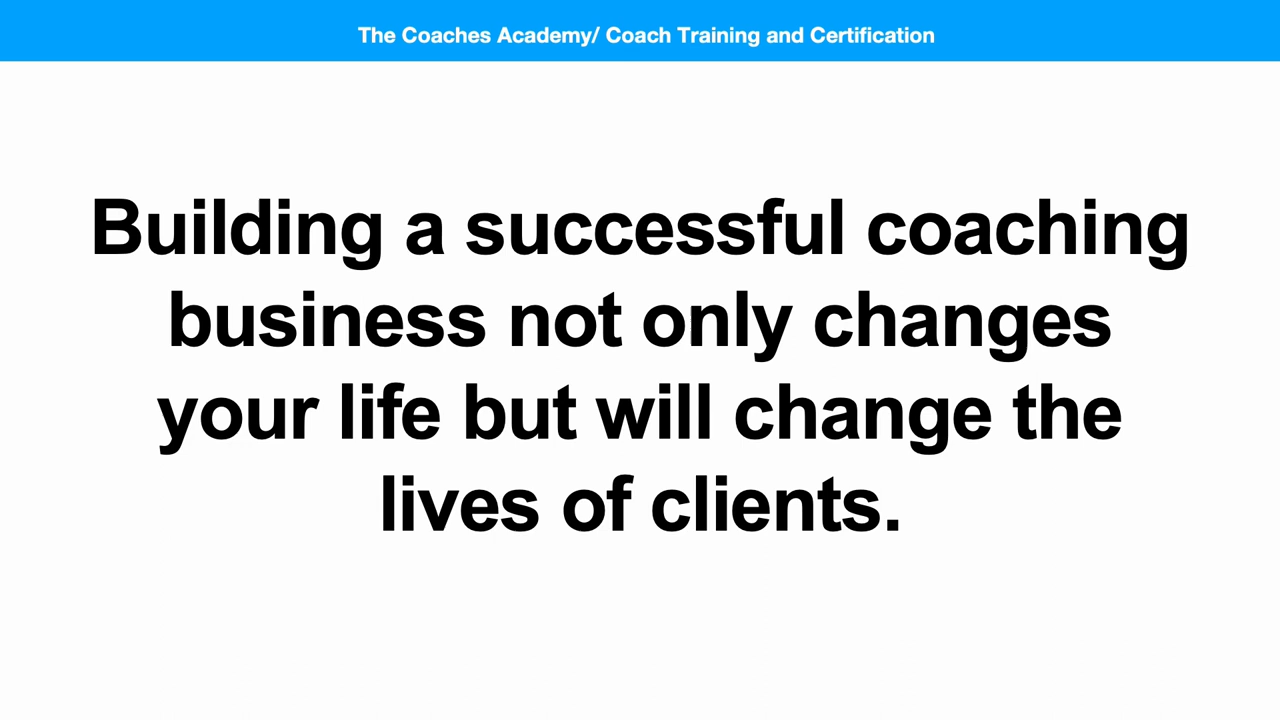 The Coaches Academy/ Coach Training and Certification
Building a successful coaching
business not only changes
your life but will change the
lives of clients.